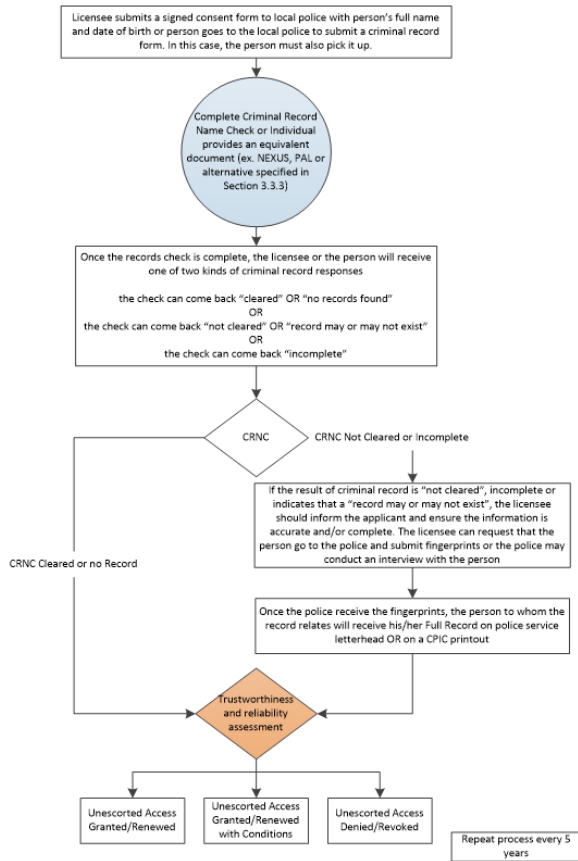 Licensee submits a signed consent form to local police with person's full name
and date of birth or person goes to the local police to submit a criminal record
form. In this case, the person must also pick it up.
Complete Criminal Record
Name Check or Individual
provides an equivalent
document (ex. NEXUS, PAL or
alternative specified in
Section 3.3.3)
Once the records check is complete, the licensee or the person will receive
one of two kinds of criminal record responses
the check can come back “cleared” OR “no records found”
OR
the check can come back “not cleared” OR “record may or may not exist”
OR
the check can come back “incomplete”
CRNC
CRNC Not Cleared or Incomplete
If the result of criminal record is “not cleared”, incomplete or
indicates that a “record may or may not exist”, the licensee
should inform the applicant and ensure the information is
accurate and/or complete. The licensee can request that the
person go to the police and submit fingerprints or the police may
conduct an interview with the person
CRNC Cleared or no Record
Once the police receive the fingerprints, the person to whom the
record relates will receive his/her Full Record on police service
letterhead OR on a CPIC printout
Trustworthiness
and reliability
assessment
Unescorted Access
Granted/Renewed
Unescorted Access
Granted/Renewed
with Conditions
Unescorted Access
Denied/Revoked
Repeat process every 5
years